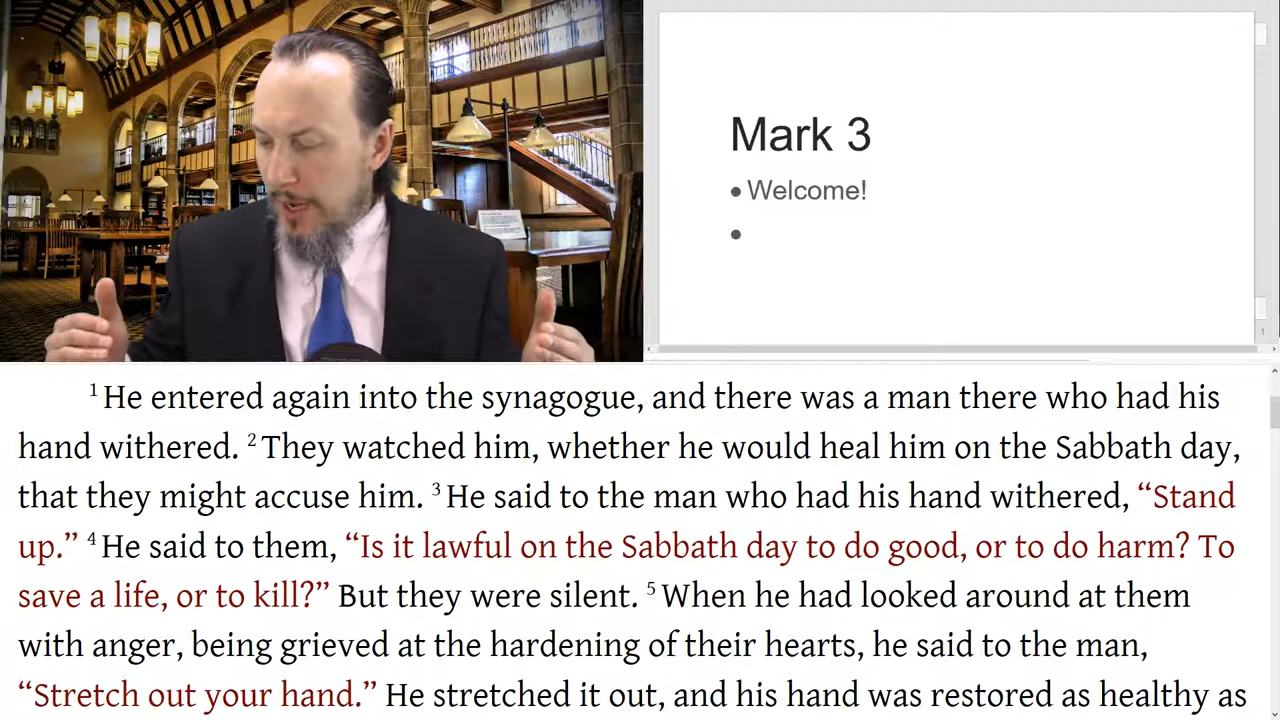 Mark 3
• Welcome!
•
1
¹ He entered again into the synagogue, and there was a man there who had his
hand withered. ² They watched him, whether he would heal him on the Sabbath day,
that they might accuse him. ³ He said to the man who had his hand withered, “Stand
up.” ⁴ He said to them, “Is it lawful on the Sabbath day to do good, or to do harm? To
save a life, or to kill?” But they were silent. ⁵ When he had looked around at them
with anger, being grieved at the hardening of their hearts, he said to the man,
“Stretch out your hand.” He stretched it out, and his hand was restored as healthy as